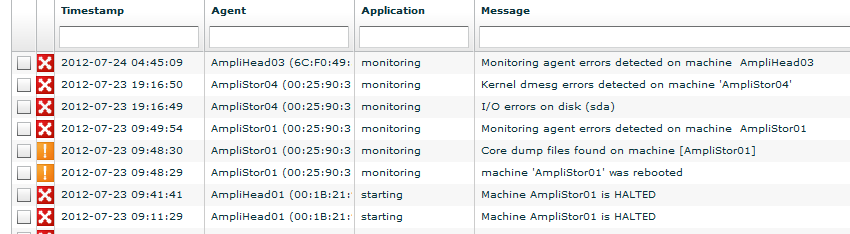 Timestamp Agent Application Message
2012-07-24 04:45:09 AmpliHead03 (6C:F0:49: monitoring Monitoring agent errors detected on machine  AmpliHead03
2012-07-23 19:16:50 AmpliStor04 (00:25:90:3 monitoring Kernel dmesg errors detected on machine 'AmpliStor04'
2012-07-23 19:16:49 AmpliStor04 (00:25:90:3 monitoring I/O errors on disk (sda)
2012-07-23 09:49:54 AmpliStor01 (00:25:90:3 monitoring Monitoring agent errors detected on machine  AmpliStor01
2012-07-23 09:48:30 AmpliStor01 (00:25:90:3 monitoring Core dump files found on machine [AmpliStor01]
2012-07-23 09:48:29 AmpliStor01 (00:25:90:3 monitoring machine 'AmpliStor01' was rebooted
2012-07-23 09:41:41 AmpliHead01 (00:1B:21: starting Machine AmpliStor01 is HALTED
2012-07-23 09:11:29 AmpliHead01 (00:1B:21: starting Machine AmpliStor01 is HALTED